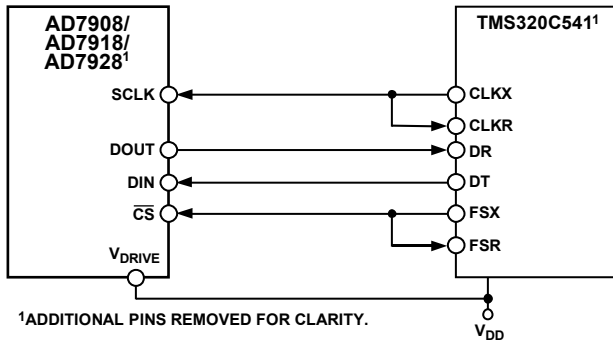 AD7908/
AD7918/
AD7928¹
SCLK
DOUT
DIN
C̅S̅
VDRIVE
TMS320C541¹
CLKX
CLKR
DR
DT
FSX
FSR
VDD
¹ADDITIONAL PINS REMOVED FOR CLARITY.